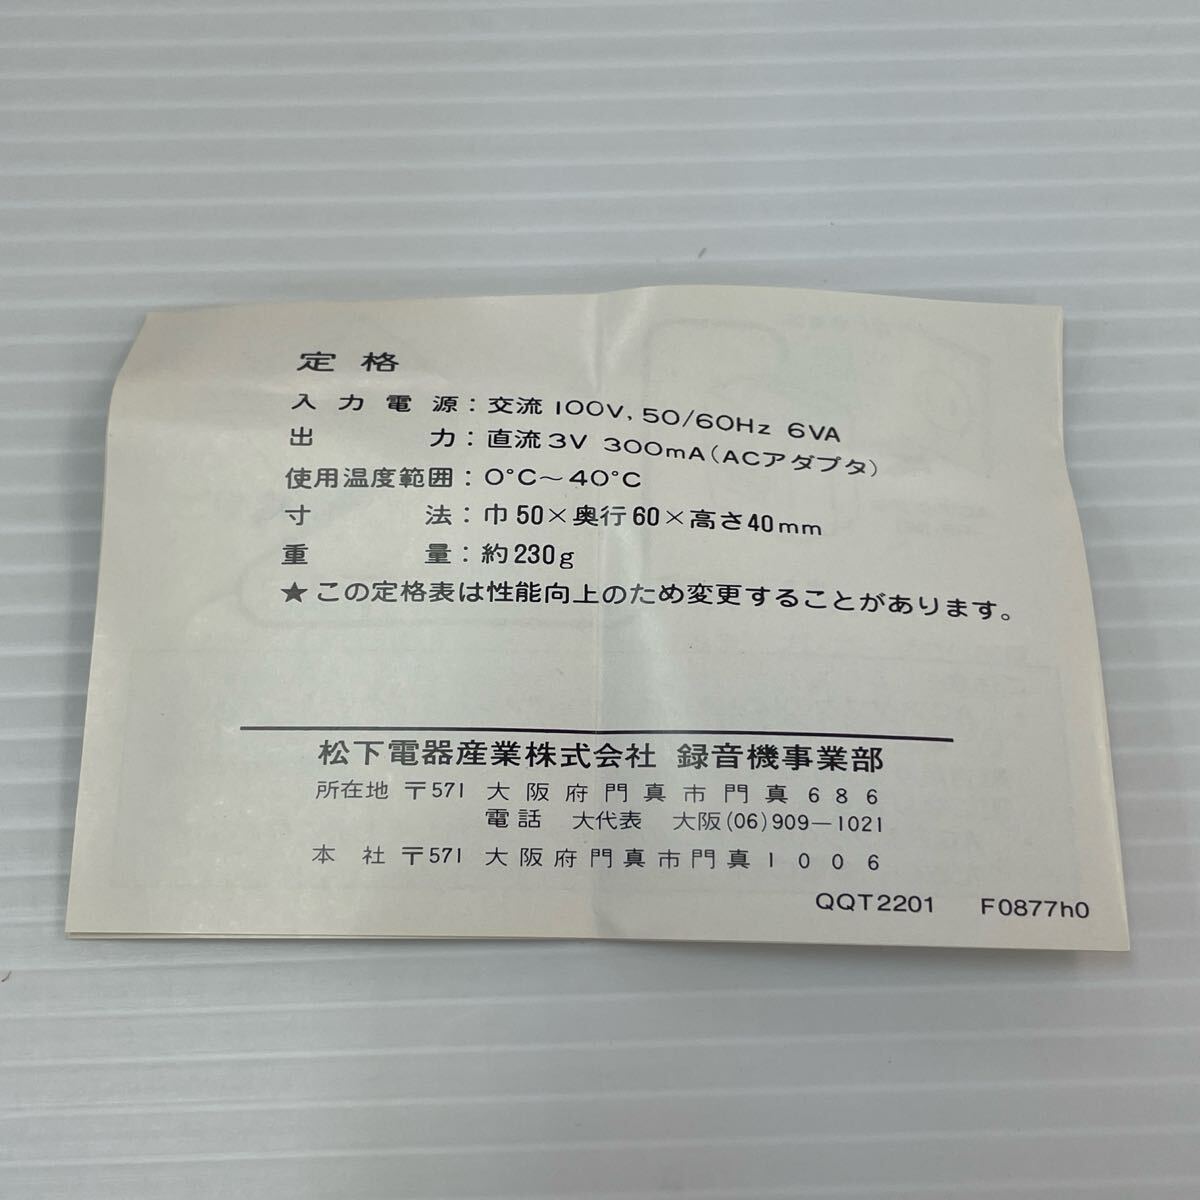 定格
入力電源：交流100V, 50/60Hz 6VA
出力：直流3V 300mA（ACアダプタ）
使用温度範囲：0°C～40°C
寸法：巾50×奥行60×高さ40mm
重量：約230g
★この定格表は性能向上のため変更することがあります。
松下電器産業株式会社 録音機事業部
所在地 〒571 大阪府門真市門真686
電話 大代表 大阪(06)909―1021
本社 〒571 大阪府門真市門真1006
QQT2201 F0877h0